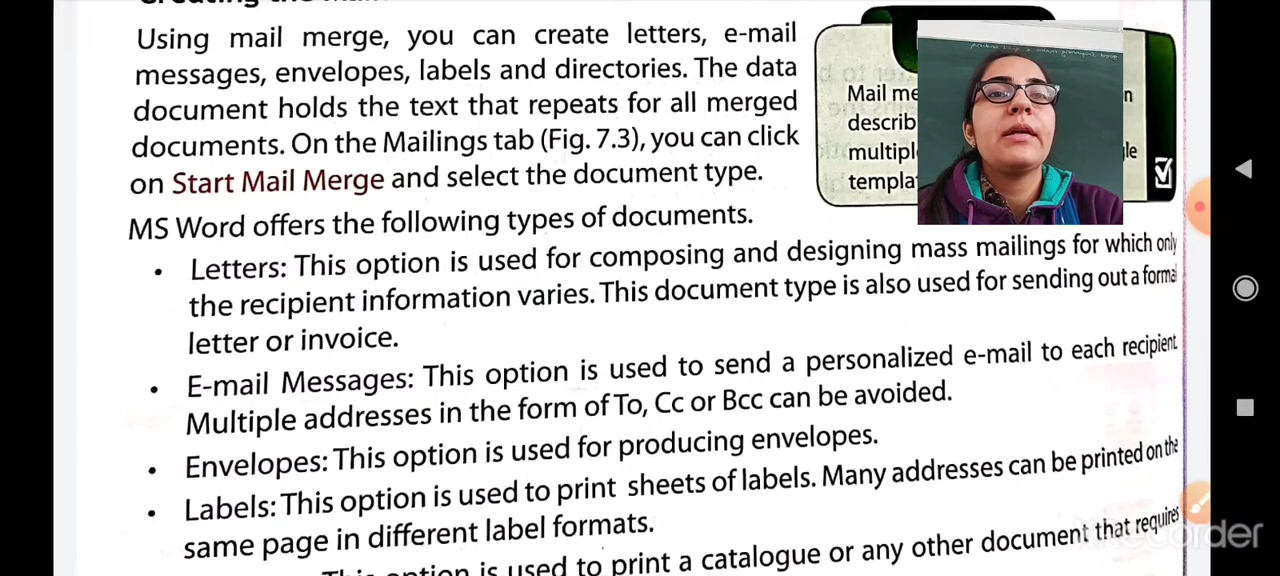 Using mail merge, you can create letters, e-mail
messages, envelopes, labels and directories. The data
document holds the text that repeats for all merged
documents. On the Mailings tab (Fig. 7.3), you can click
on Start Mail Merge and select the document type.
Mail me
describ
multipl
templa
MS Word offers the following types of documents.
• Letters: This option is used for composing and designing mass mailings for which only
the recipient information varies. This document type is also used for sending out a formal
letter or invoice.
• E-mail Messages: This option is used to send a personalized e-mail to each recipient.
Multiple addresses in the form of To, Cc or Bcc can be avoided.
• Envelopes: This option is used for producing envelopes.
• Labels: This option is used to print sheets of labels. Many addresses can be printed on the
same page in different label formats.
This option is used to print a catalogue or any other document that requires